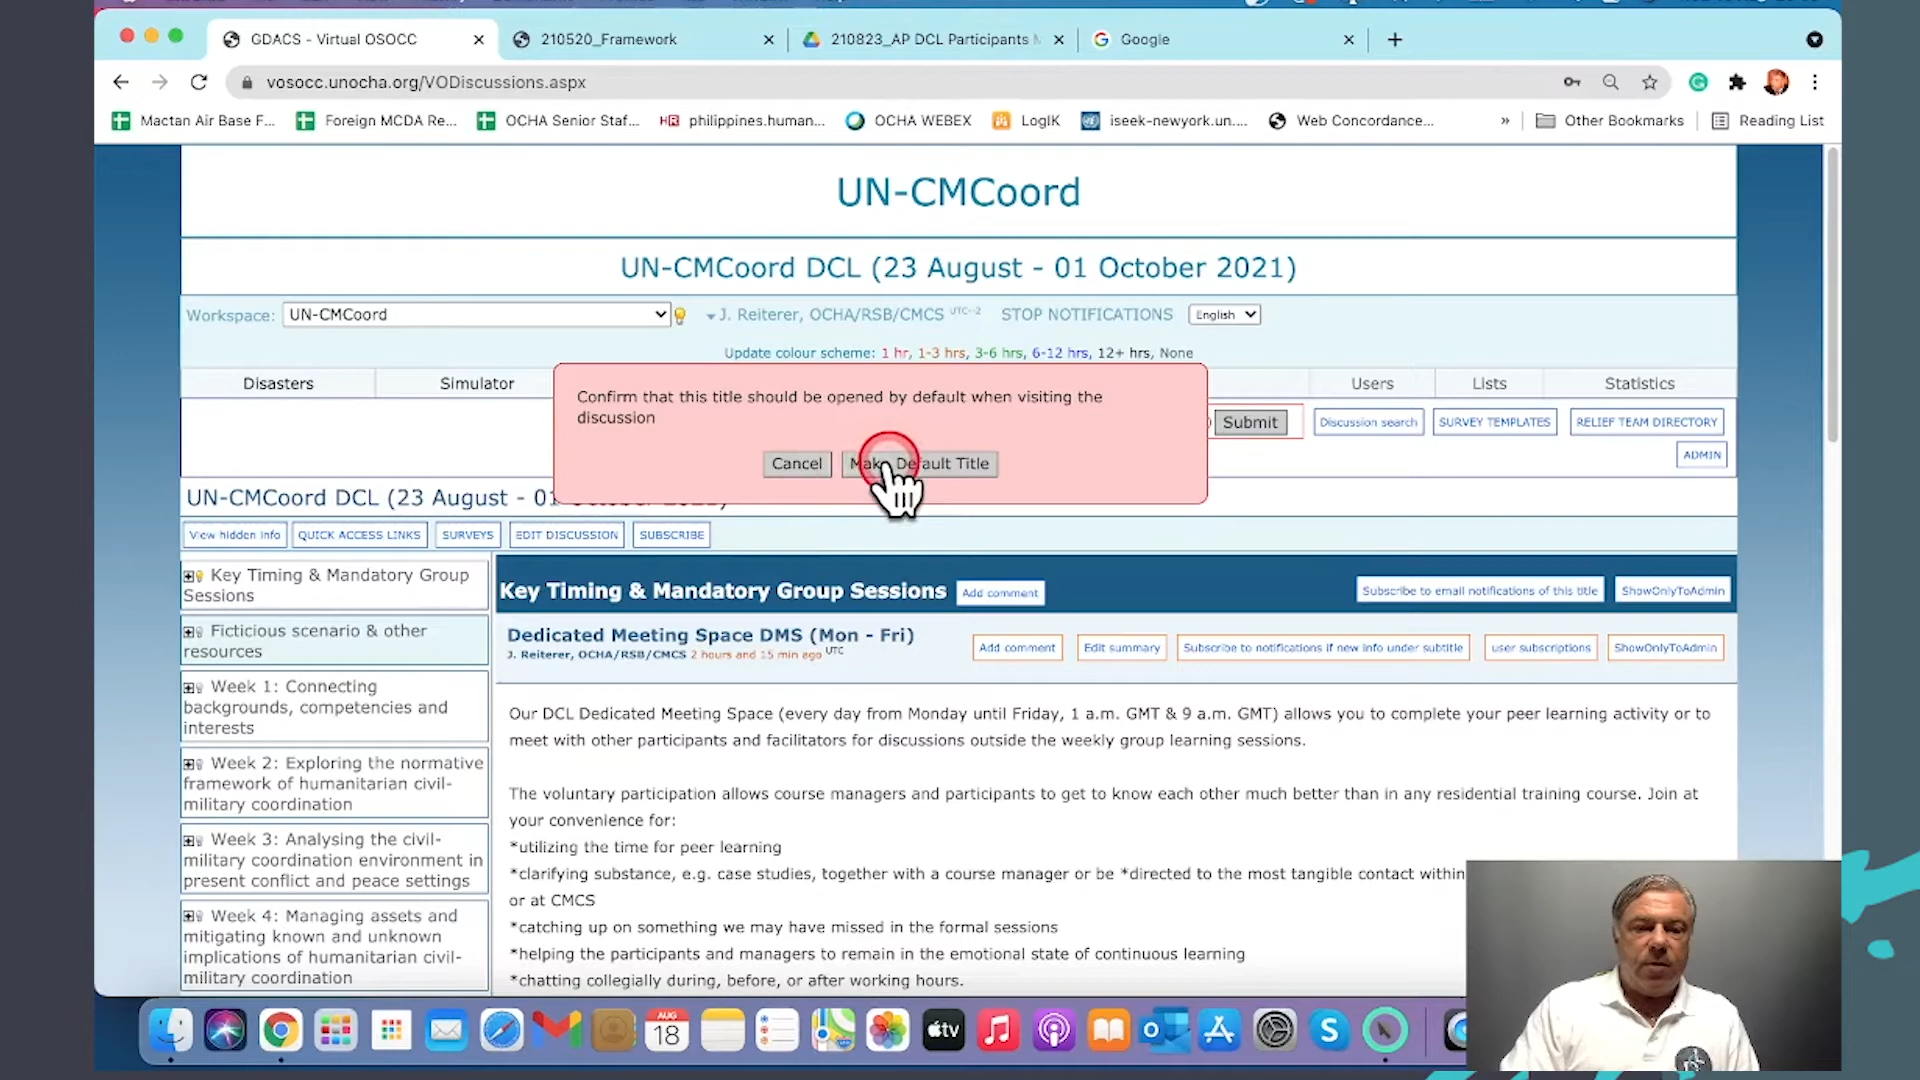 GDACS - Virtual OSOCC
210520_Framework
210823_AP DCL Participants M
Google
vosocc.unocha.org/VODiscussions.aspx
Mactan Air Base F...
Foreign MCDA Re...
OCHA Senior Staf...
HR
philippines.human...
OCHA WEBEX
LogIK
iseek-newyork.un....
Web Concordance...
»
Other Bookmarks
Reading List
UN-CMCoord
UN-CMCoord DCL (23 August - 01 October 2021)
Workspace: UN-CMCoord
J. Reiterer, OCHA/RSB/CMCS UTC--2
STOP NOTIFICATIONS
English
Update colour scheme: 1 hr, 1-3 hrs, 3-6 hrs, 6-12 hrs, 12+ hrs, None
Disasters
Simulator
Users
Lists
Statistics
Confirm that this title should be opened by default when visiting the
discussion
Cancel
Make Default Title
Submit
Discussion search
SURVEY TEMPLATES
RELIEF TEAM DIRECTORY
ADMIN
UN-CMCoord DCL (23 August - 01
View hidden info
QUICK ACCESS LINKS
SURVEYS
EDIT DISCUSSION
SUBSCRIBE
Key Timing & Mandatory Group
Sessions
Ficticious scenario & other
resources
Week 1: Connecting
backgrounds, competencies and
interests
Week 2: Exploring the normative
framework of humanitarian civil-
military coordination
Week 3: Analysing the civil-
military coordination environment in
present conflict and peace settings
Week 4: Managing assets and
mitigating known and unknown
implications of humanitarian civil-
military coordination
Key Timing & Mandatory Group Sessions
Add comment
Subscribe to email notifications of this title
ShowOnlyToAdmin
Dedicated Meeting Space DMS (Mon - Fri)
J. Reiterer, OCHA/RSB/CMCS 2 hours and 15 min ago UTC
Add comment
Edit summary
Subscribe to notifications if new info under subtitle
user subscriptions
ShowOnlyToAdmin
Our DCL Dedicated Meeting Space (every day from Monday until Friday, 1 a.m. GMT & 9 a.m. GMT) allows you to complete your peer learning activity or to
meet with other participants and facilitators for discussions outside the weekly group learning sessions.
The voluntary participation allows course managers and participants to get to know each other much better than in any residential training course. Join at
your convenience for:
*utilizing the time for peer learning
*clarifying substance, e.g. case studies, together with a course manager or be *directed to the most tangible contact within
or at CMCS
*catching up on something we may have missed in the formal sessions
*helping the participants and managers to remain in the emotional state of continuous learning
*chatting collegially during, before, or after working hours.
AUG
18
tv